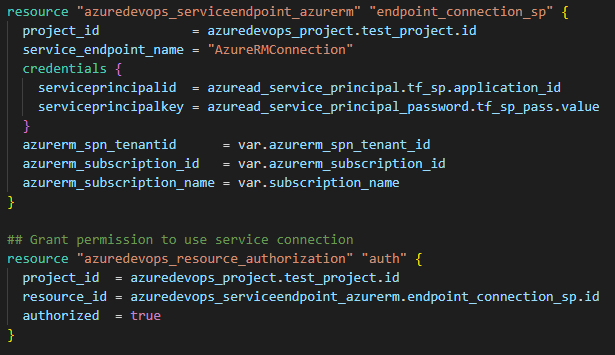 resource "azuredevops_serviceendpoint_azurerm" "endpoint_connection_sp" {
  project_id            = azuredevops_project.test_project.id
  service_endpoint_name = "AzureRMConnection"
  credentials {
    serviceprincipalid  = azuread_service_principal.tf_sp.application_id
    serviceprincipalkey = azuread_service_principal_password.tf_sp_pass.value
  }
  azurerm_spn_tenantid      = var.azurerm_spn_tenant_id
  azurerm_subscription_id   = var.azurerm_subscription_id
  azurerm_subscription_name = var.subscription_name
}
## Grant permission to use service connection
resource "azuredevops_resource_authorization" "auth" {
  project_id  = azuredevops_project.test_project.id
  resource_id = azuredevops_serviceendpoint_azurerm.endpoint_connection_sp.id
  authorized  = true
}